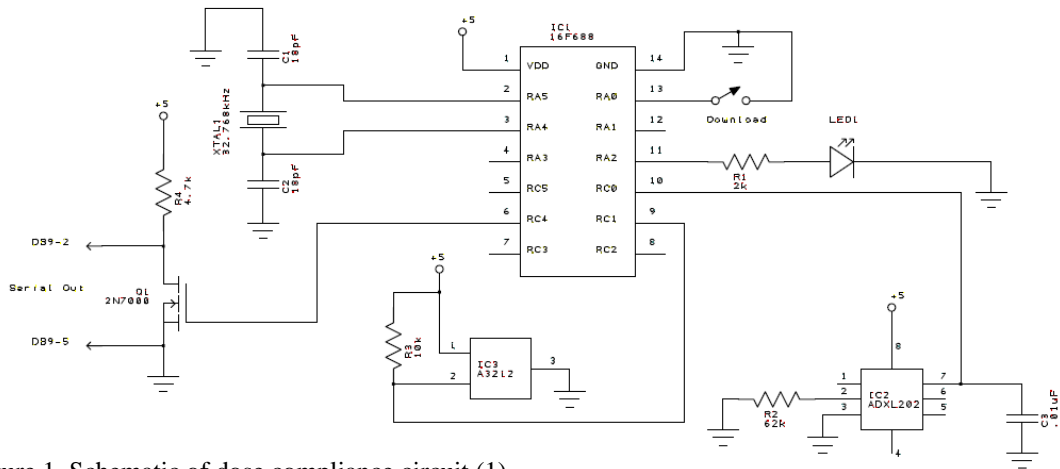 +5
IC1
16F688
C1
18pF
1 VDD GND 14
2 RA5 RA0 13
Download
3 RA4 RA1 12
LED1
XTAL1
32.768kHz
+5
4 RA3 RA2 11
R1
2k
5 RC5 RC0 10
C2
18pF
R4
4.7k
6 RC4 RC1 9
7 RC3 RC2 8
DB9-2
Serial Out
Q1
2N7000
DB9-5
+5
R3
10k
1
2
IC3
A3212
3
+5
8
1
2
3
IC2
ADXL202
7
6
5
4
R2
62k
C3
.01uF
ure 1. Schematic of dose compliance circuit (1)